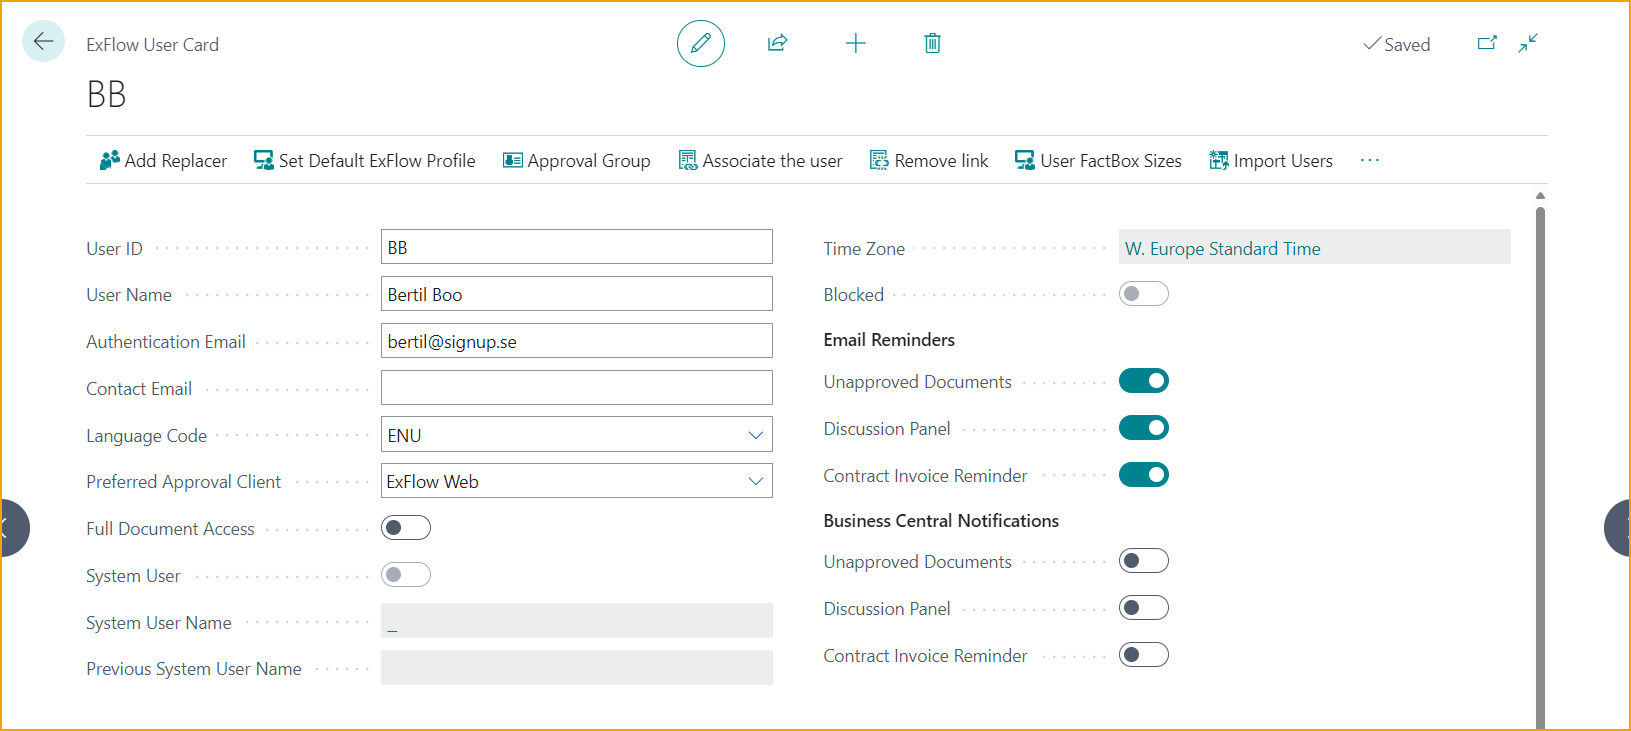 ExFlow User Card
Saved
BB
Add Replacer Set Default ExFlow Profile Approval Group Associate the user Remove link User FactBox Sizes Import Users ...
User ID BB
User Name Bertil Boo
Authentication Email bertil@signup.se
Contact Email
Language Code ENU
Preferred Approval Client ExFlow Web
Full Document Access
System User
System User Name _
Previous System User Name
Time Zone W. Europe Standard Time
Blocked
Email Reminders
Unapproved Documents
Discussion Panel
Contract Invoice Reminder
Business Central Notifications
Unapproved Documents
Discussion Panel
Contract Invoice Reminder